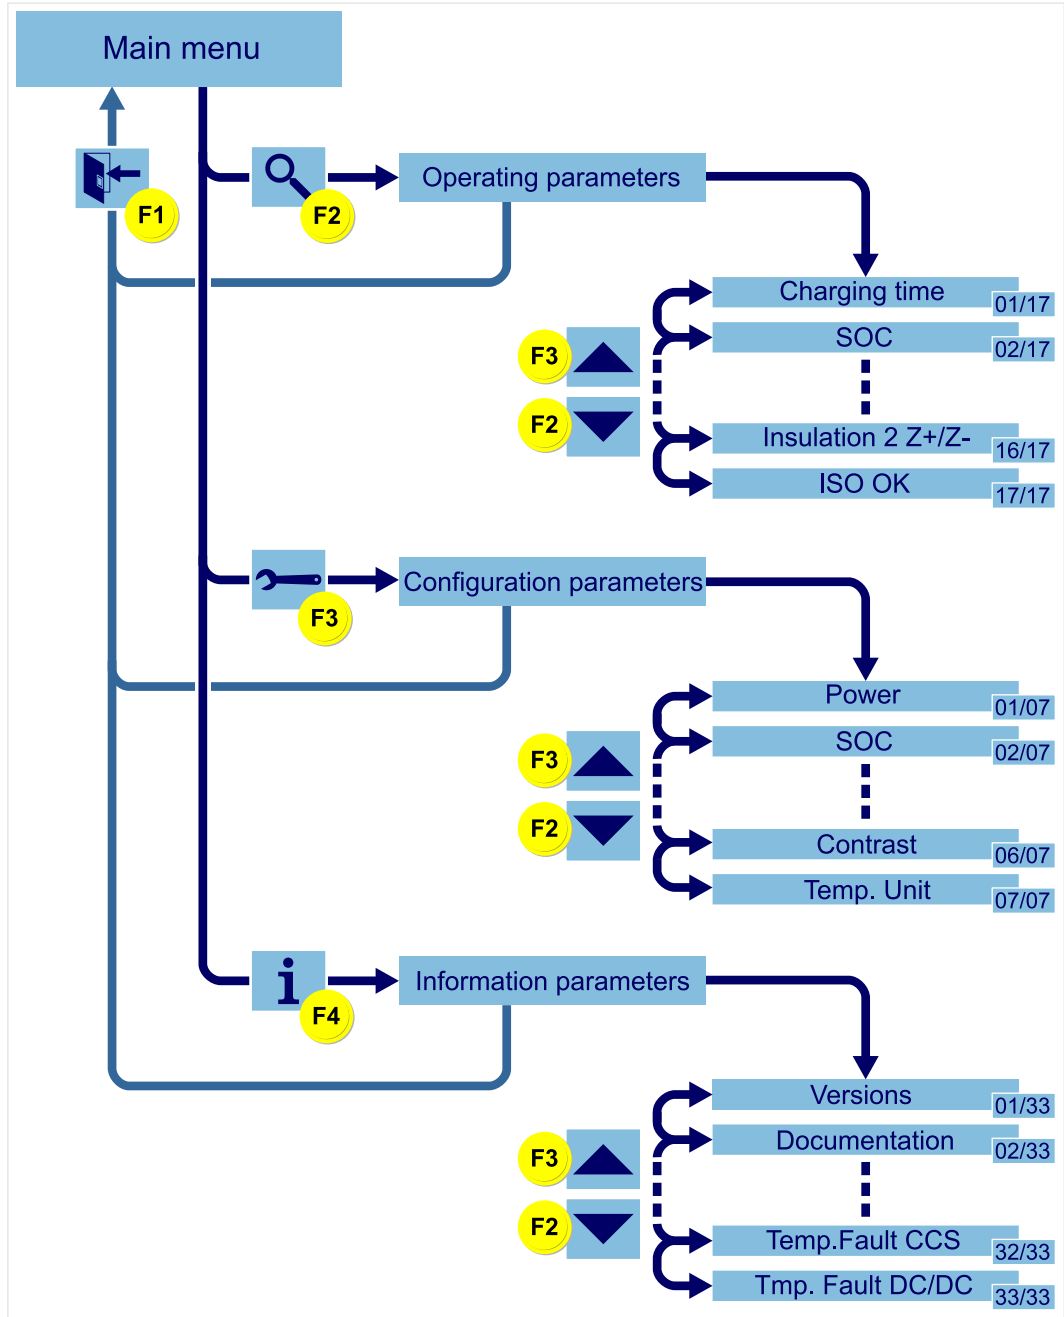 Main menu
F1
F2
Operating parameters
Charging time
01/17
SOC
02/17
F3
F2
Insulation 2 Z+/Z-
16/17
ISO OK
17/17
F3
Configuration parameters
Power
01/07
SOC
02/07
F3
F2
Contrast
06/07
Temp. Unit
07/07
i
F4
Information parameters
Versions
01/33
Documentation
02/33
F3
F2
Temp.Fault CCS
32/33
Tmp. Fault DC/DC
33/33